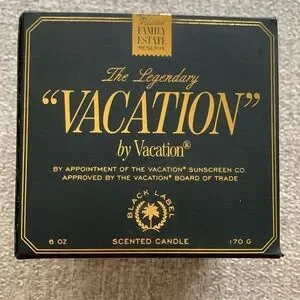 Vacation
FAMILY
ESTATE
RESERVE
The Legendary
“VACATION”
by Vacation®
BY APPOINTMENT OF THE VACATION® SUNSCREEN CO.
APPROVED BY THE VACATION® BOARD OF TRADE
BLACK LABEL
6 OZ SCENTED CANDLE 170 G